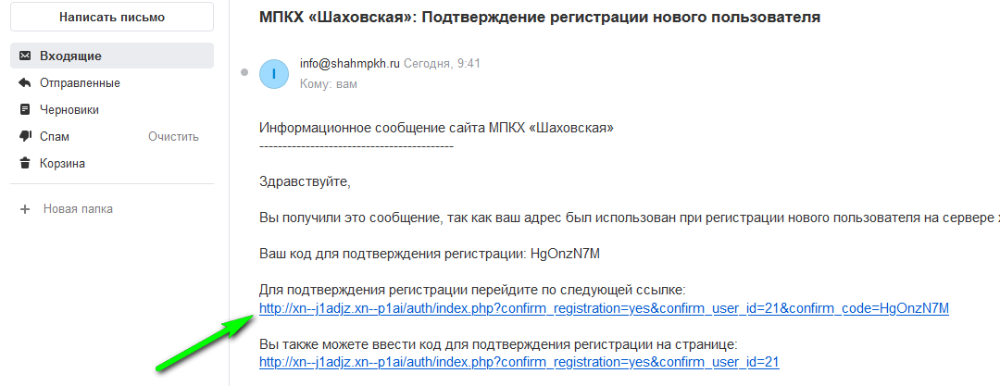 Написать письмо
Входящие
Отправленные
Черновики
Спам Очистить
Корзина
Новая папка
МПКХ «Шаховская»: Подтверждение регистрации нового пользователя
I
info@shahmpkh.ru Сегодня, 9:41
Кому: вам
Информационное сообщение сайта МПКХ «Шаховская»
------------------------------------------
Здравствуйте,
Вы получили это сообщение, так как ваш адрес был использован при регистрации нового пользователя на сервере
Ваш код для подтверждения регистрации: HgOnzN7M
Для подтверждения регистрации перейдите по следующей ссылке:
http://xn--j1adjz.xn--p1ai/auth/index.php?confirm_registration=yes&confirm_user_id=21&confirm_code=HgOnzN7M
Вы также можете ввести код для подтверждения регистрации на странице:
http://xn--j1adjz.xn--p1ai/auth/index.php?confirm_registration=yes&confirm_user_id=21